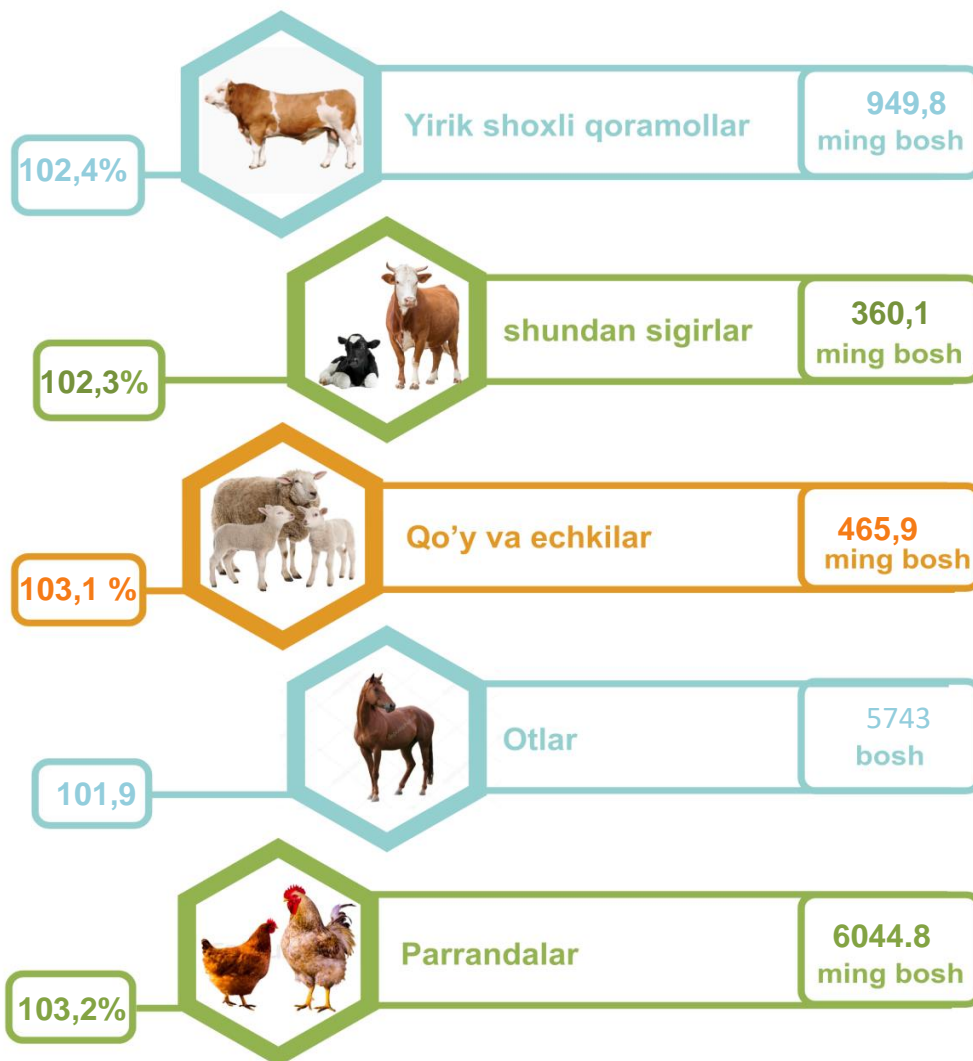 Yirik shoxli qoramollar
949,8
ming bosh
102,4%
shundan sigirlar
360,1
ming bosh
102,3%
Qo'y va echkilar
465,9
ming bosh
103,1 %
Otlar
5743
bosh
101,9
Parrandalar
6044.8
ming bosh
103,2%